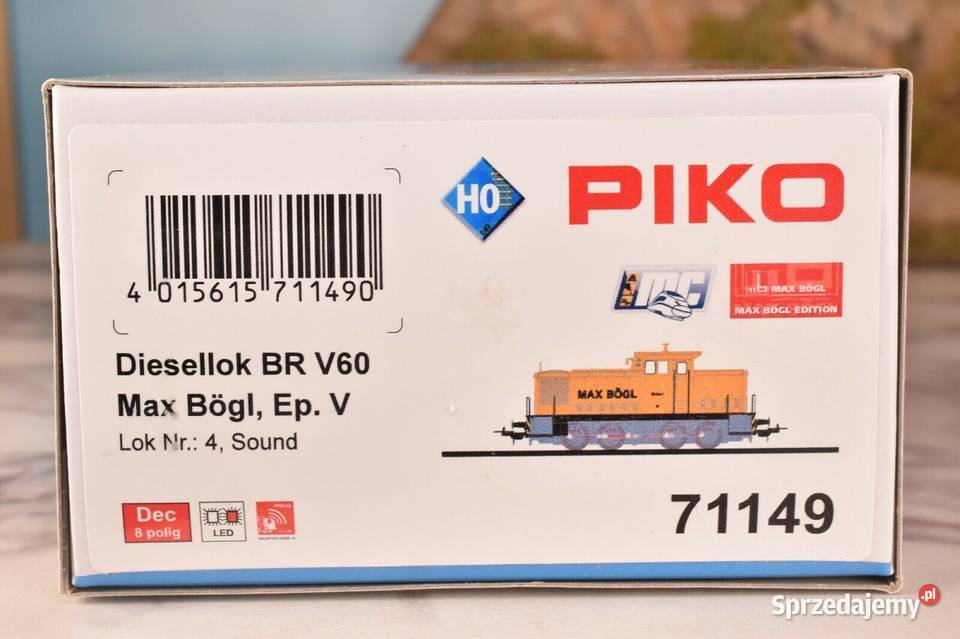 4 015615 711490
H0
PIKO
IMC
MAX BÖGL
MAX BÖGL EDITION
Diesellok BR V60
Max Bögl, Ep. V
Lok Nr.: 4, Sound
MAX BÖGL
Dec
8 polig
LED
71149
Sprzedajemy.pl